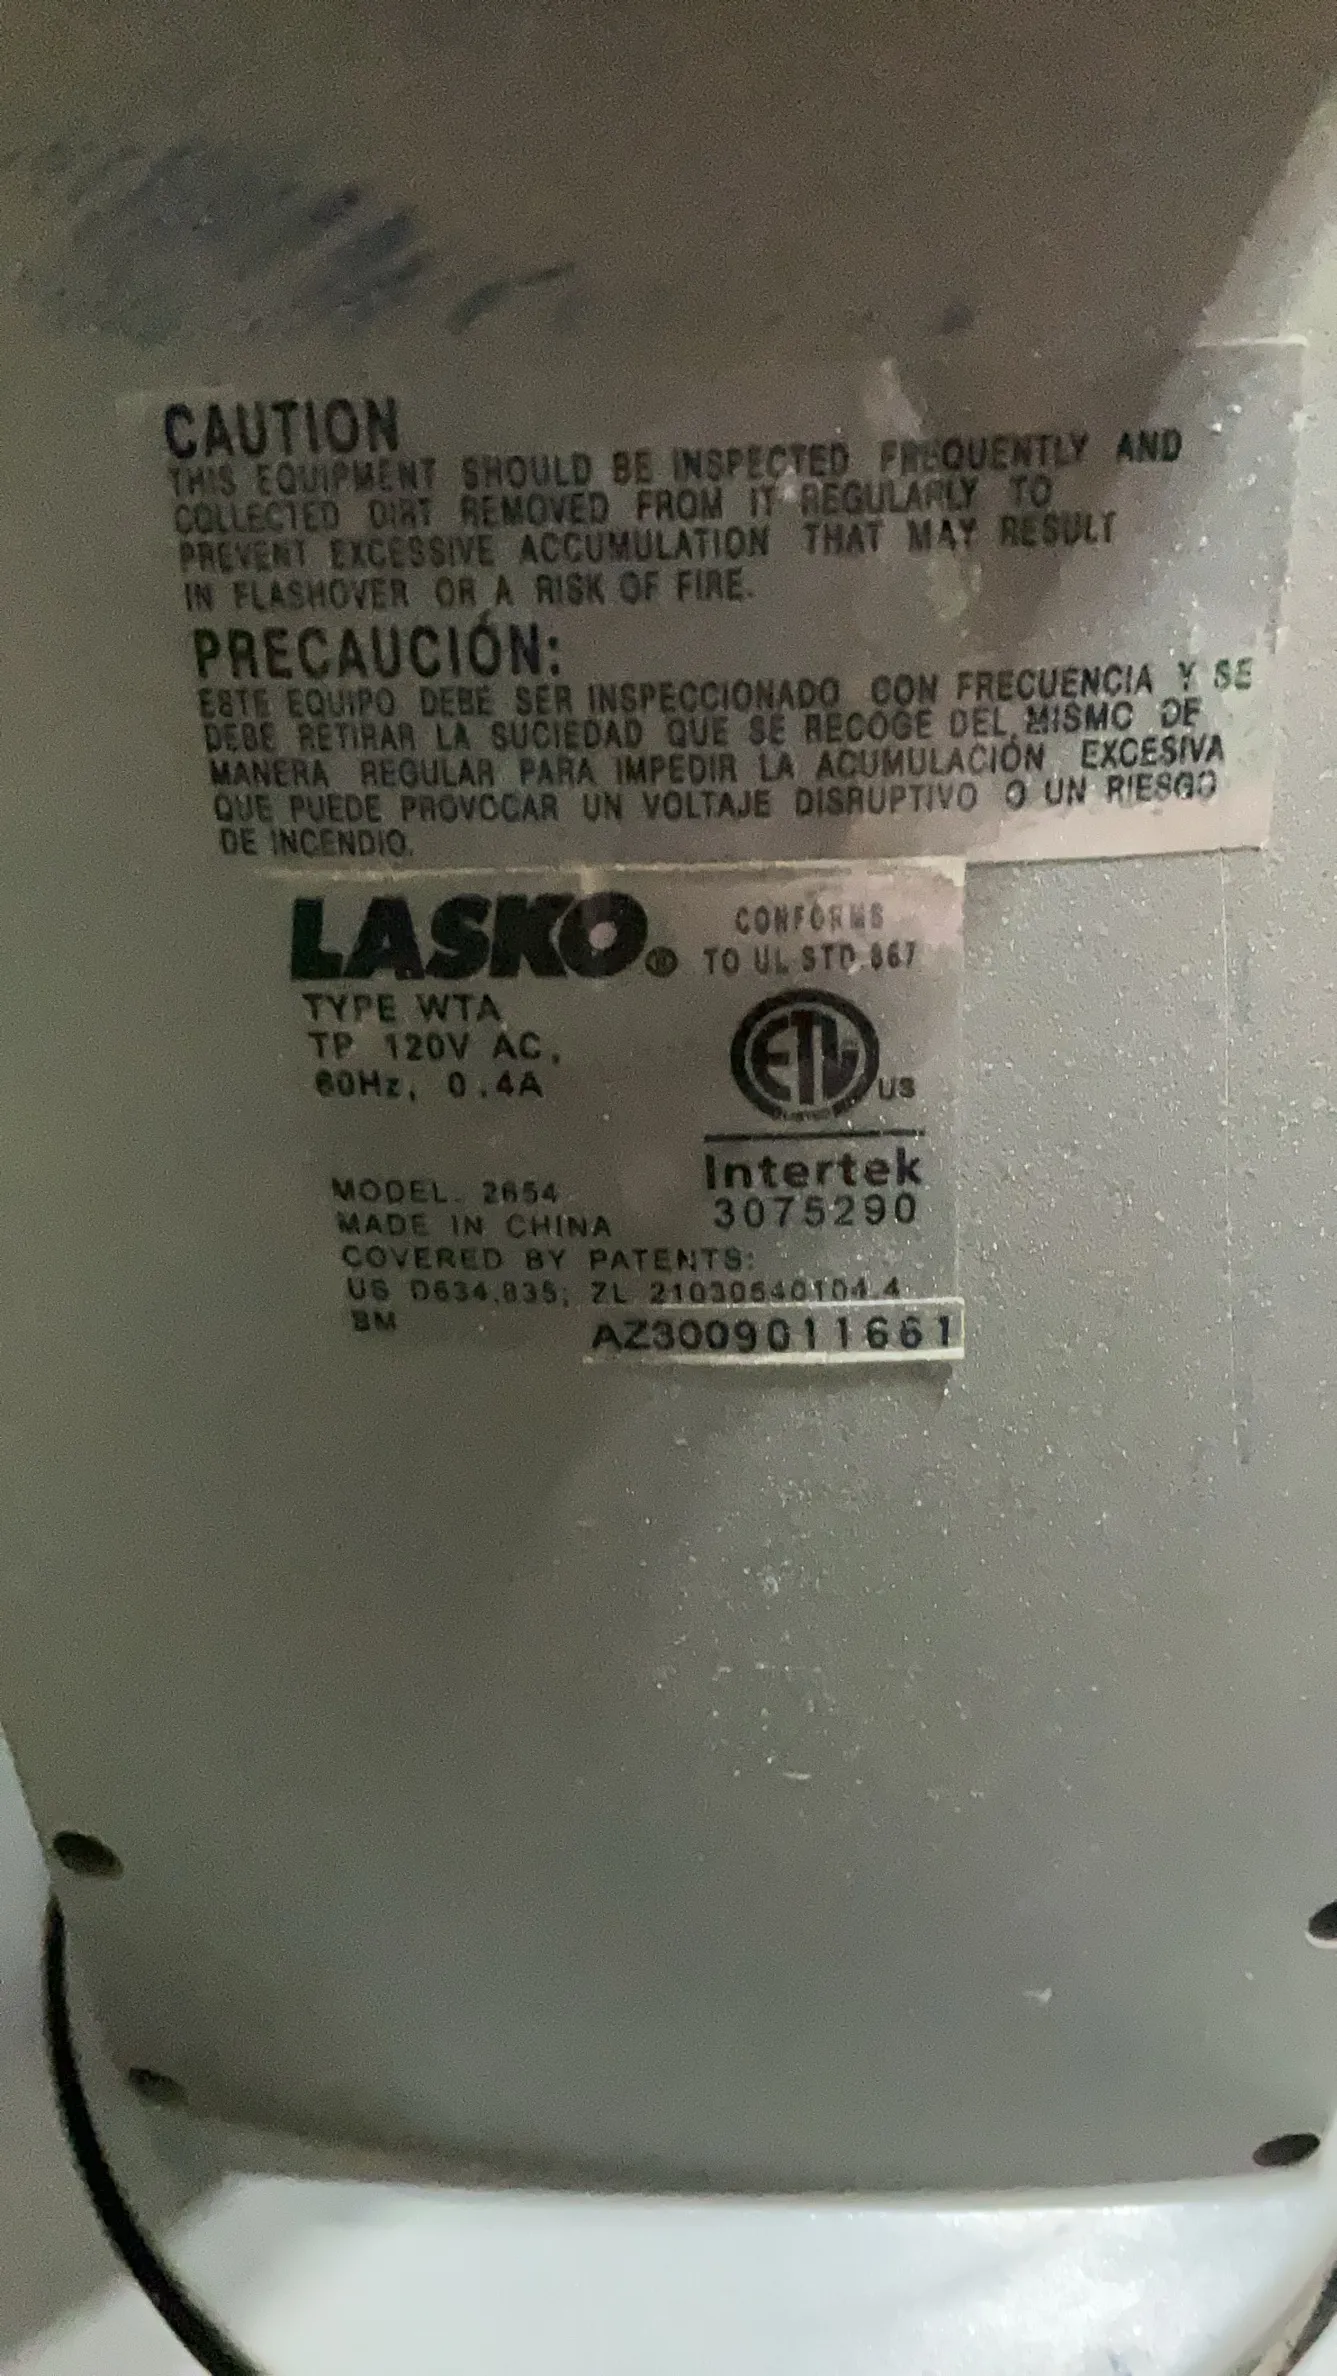 CAUTION
THIS EQUIPMENT SHOULD BE INSPECTED FREQUENTLY AND
COLLECTED DIRT REMOVED FROM IT REGULARLY TO
PREVENT EXCESSIVE ACCUMULATION THAT MAY RESULT
IN FLASHOVER OR A RISK OF FIRE.
PRECAUCIÓN:
ESTE EQUIPO DEBE SER INSPECCIONADO CON FRECUENCIA Y SE
DEBE RETIRAR LA SUCIEDAD QUE SE RECOGE DEL MISMO DE
MANERA REGULAR PARA IMPEDIR LA ACUMULACIÓN EXCESIVA
QUE PUEDE PROVOCAR UN VOLTAJE DISRUPTIVO O UN RIESGO
DE INCENDIO.
LASKO®
TYPE WTA
TP 120V AC,
60Hz, 0.4A
CONFORMS
TO UL STD.867
ETL US
LISTED
Intertek
3075290
MODEL. 2654
MADE IN CHINA
COVERED BY PATENTS:
US D634,835; ZL 
BM
AZ3009011661